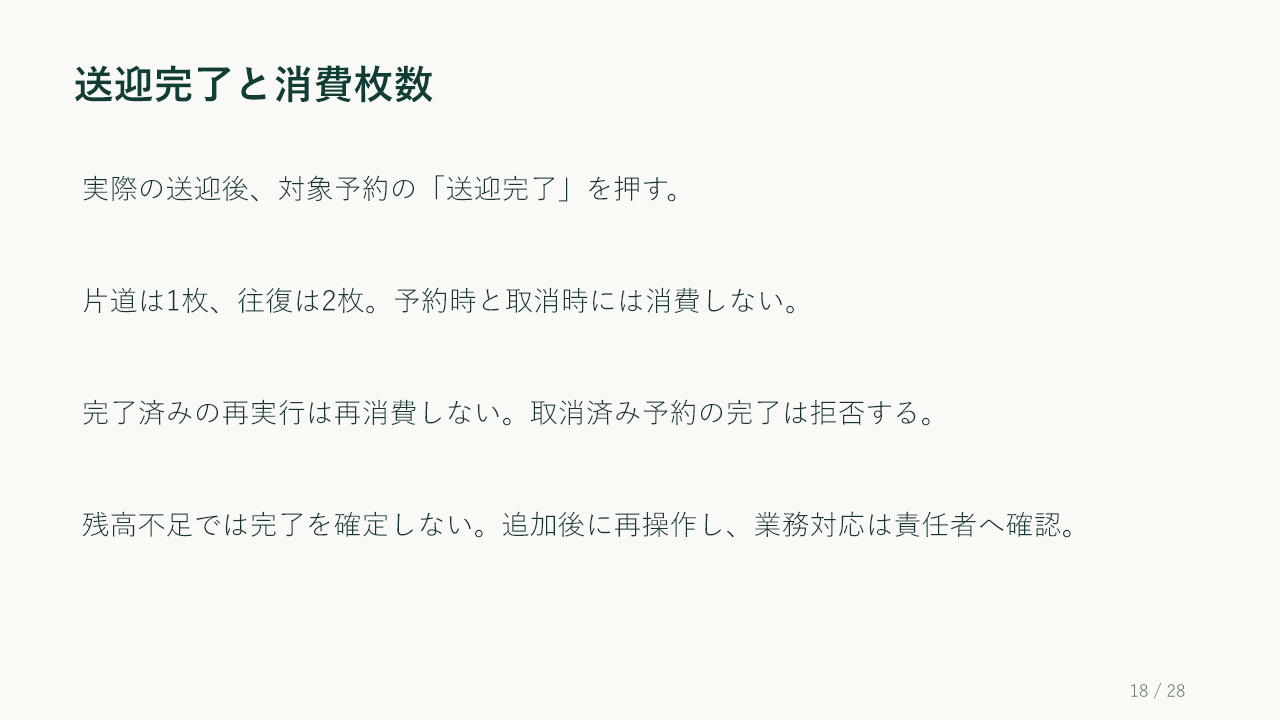 送迎完了と消費枚数
実際の送迎後、対象予約の「送迎完了」を押す。
片道は1枚、往復は2枚。予約時と取消時には消費しない。
完了済みの再実行は再消費しない。取消済み予約の完了は拒否する。
残高不足では完了を確定しない。追加後に再操作し、業務対応は責任者へ確認。
18 / 28